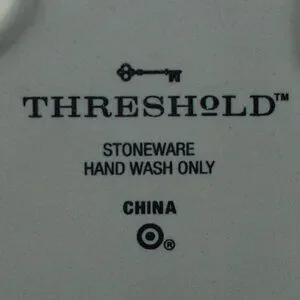 THRESHOLD™
STONEWARE
HAND WASH ONLY
CHINA
®